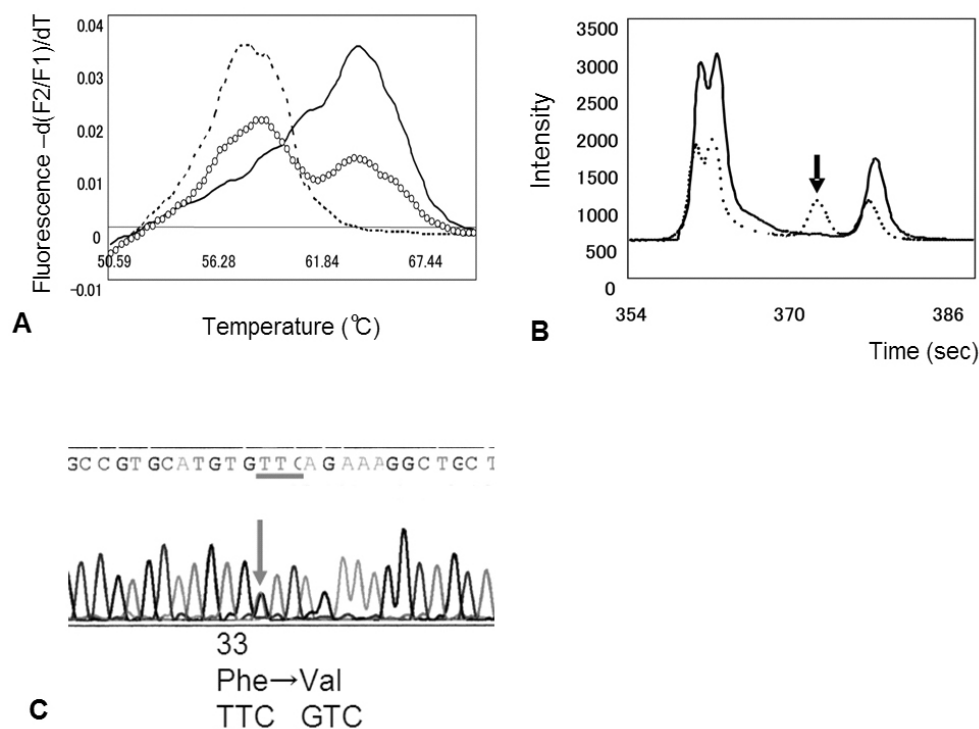 0.04
0.03
0.02
0.01
0
-0.01
Fluorescence –d(F2/F1)/dT
50.59 56.28 61.84 67.44
Temperature (℃)
A
3500
3000
2500
2000
1500
1000
500
0
Intensity
354 370 386
Time (sec)
B
GCCGTGCATGTGTTCAGAAAGGCTGCT
33
Phe→Val
TTC GTC
C